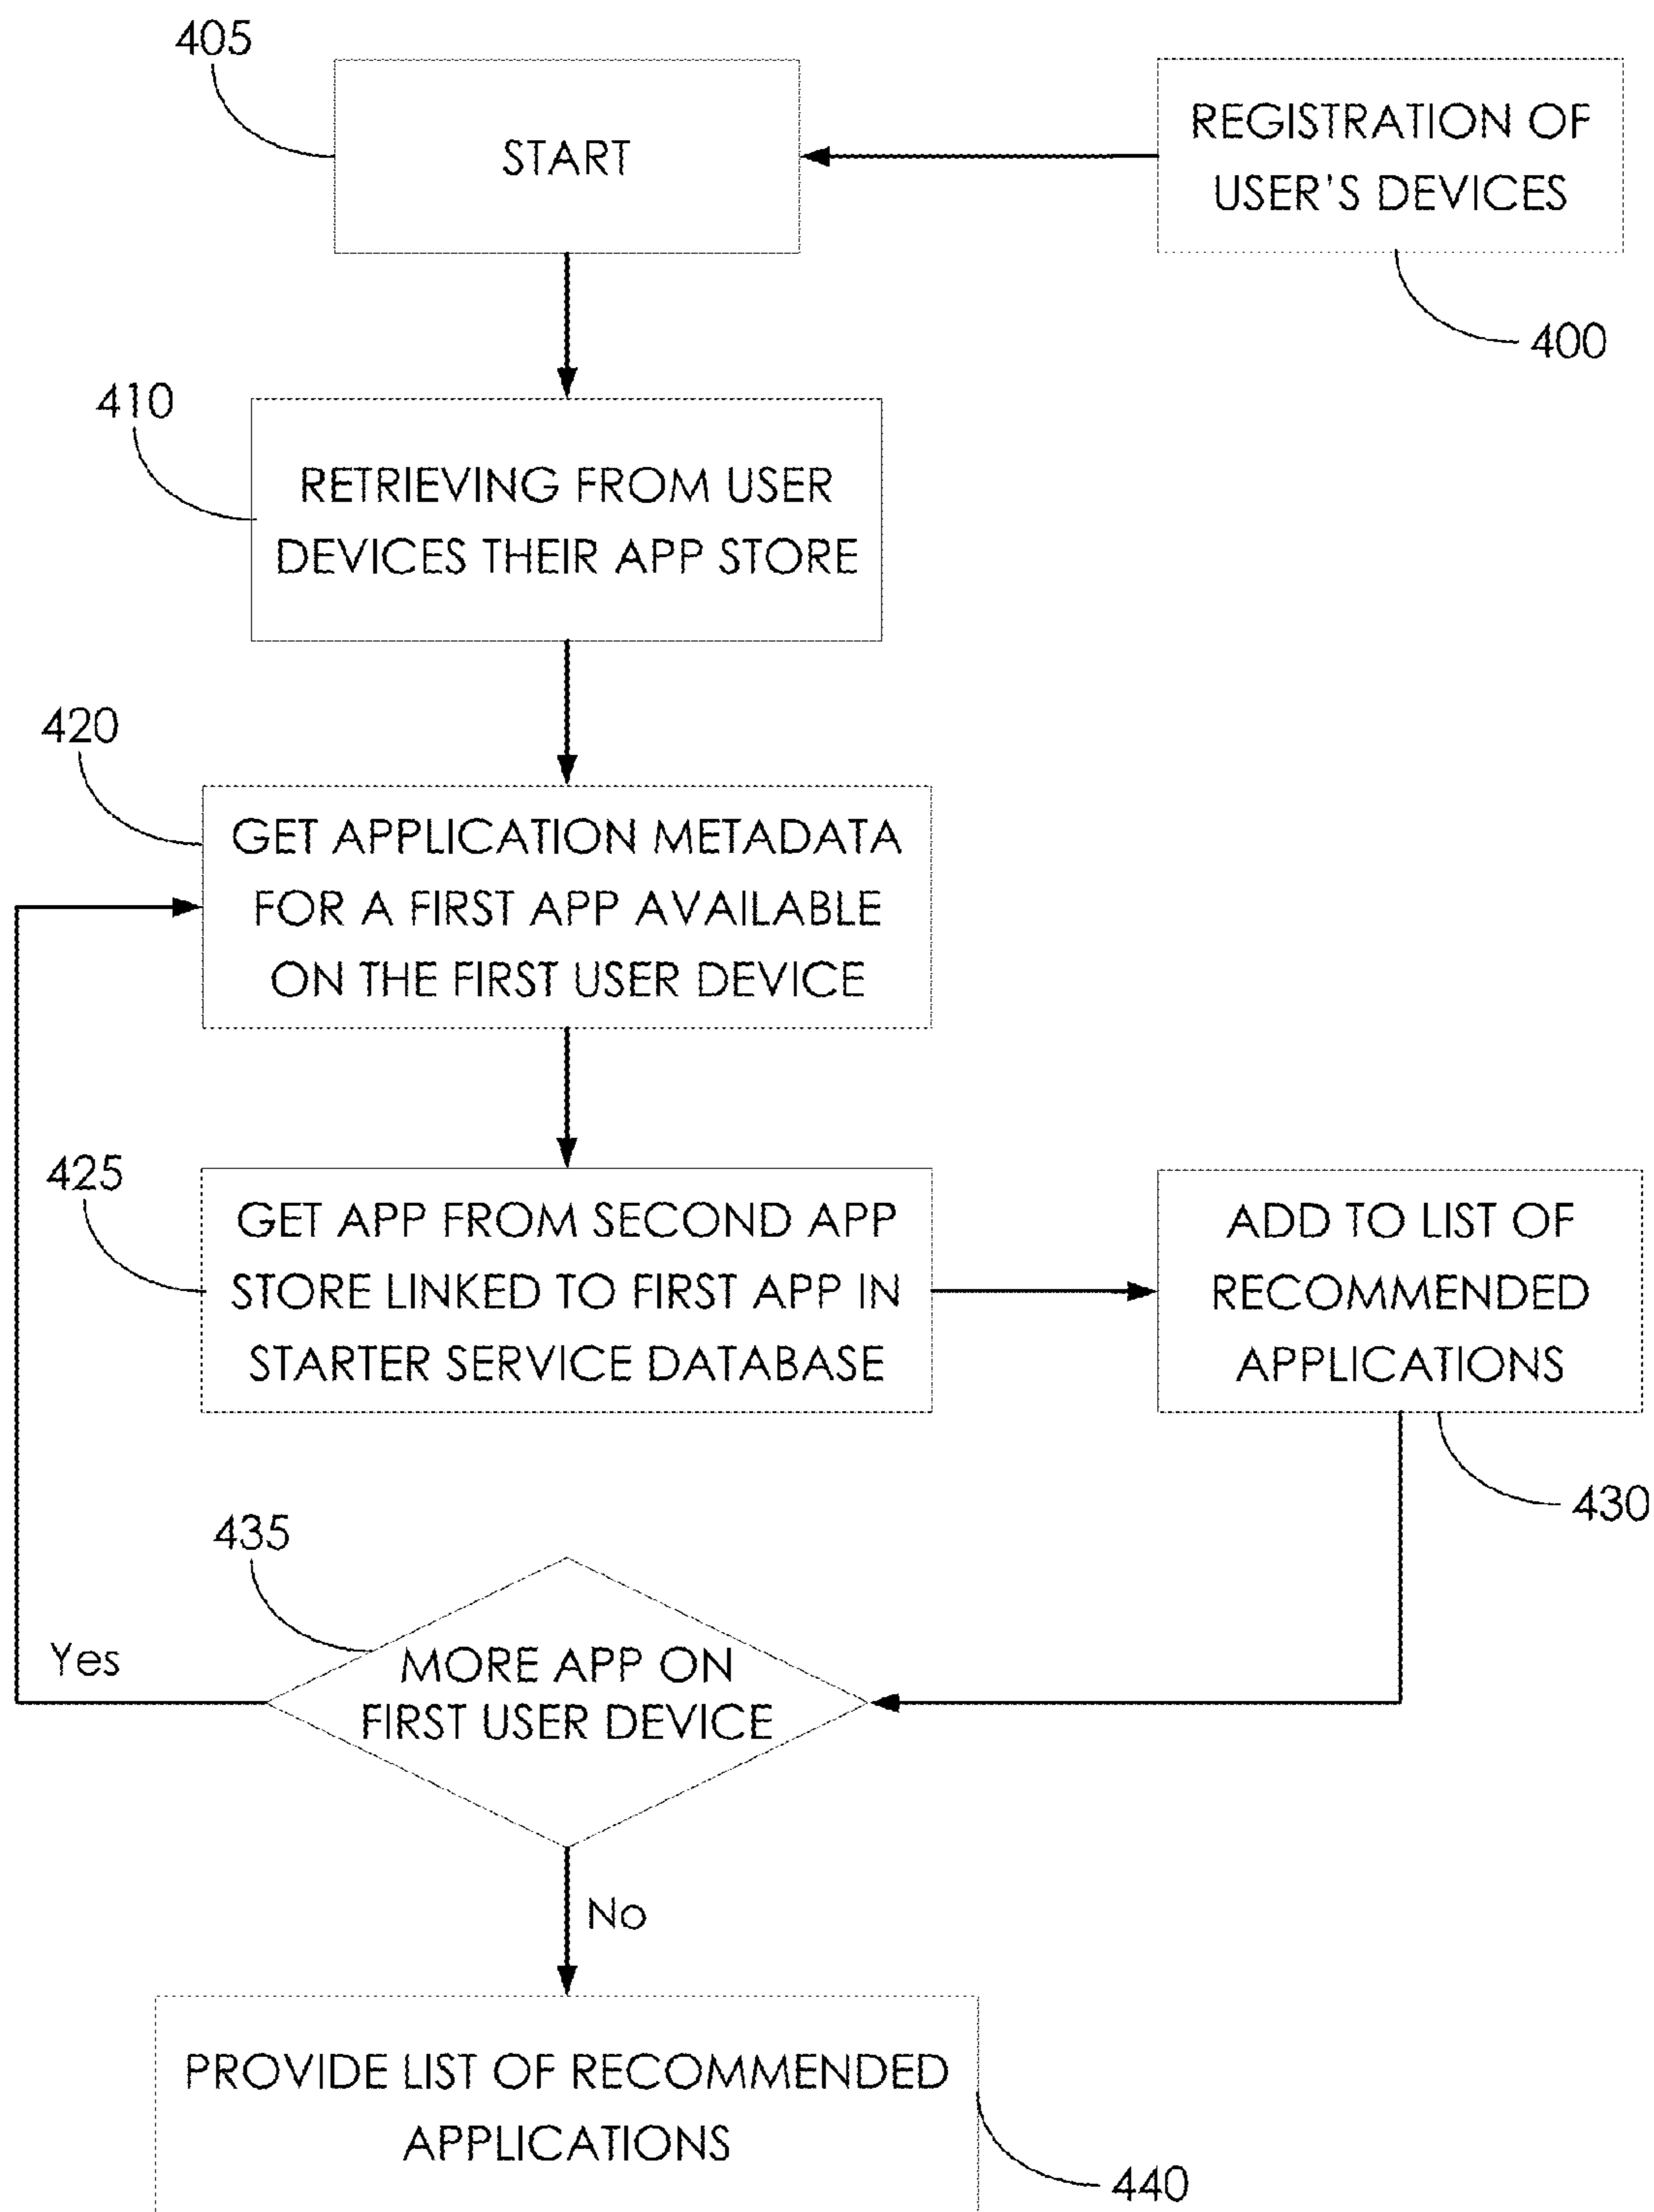 405
START
REGISTRATION OF
USER'S DEVICES
400
410
RETRIEVING FROM USER
DEVICES THEIR APP STORE
420
GET APPLICATION METADATA
FOR A FIRST APP AVAILABLE
ON THE FIRST USER DEVICE
425
GET APP FROM SECOND APP
STORE LINKED TO FIRST APP IN
STARTER SERVICE DATABASE
ADD TO LIST OF
RECOMMENDED
APPLICATIONS
430
435
Yes
MORE APP ON
FIRST USER DEVICE
No
PROVIDE LIST OF RECOMMENDED
APPLICATIONS
440